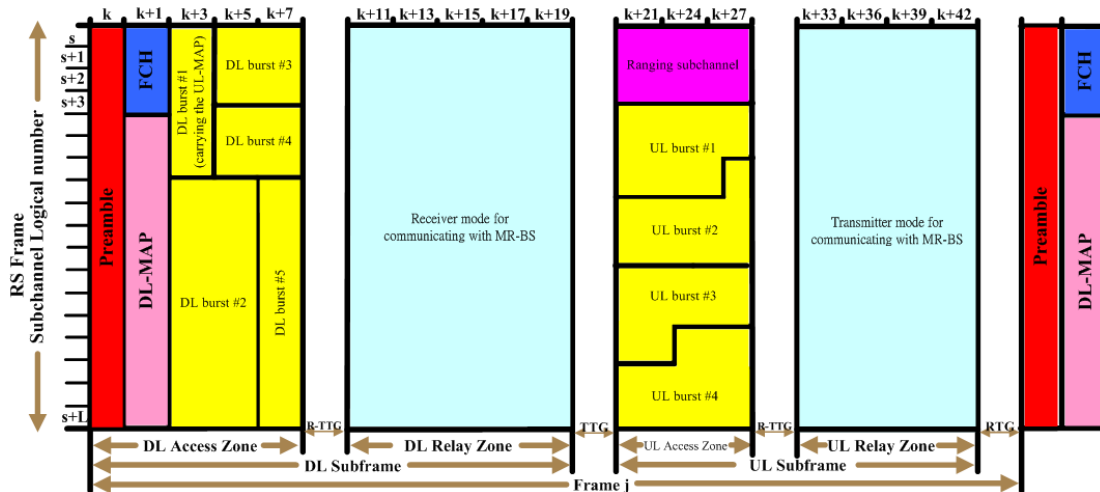 k k+1 k+3 k+5 k+7 k+11 k+13 k+15 k+17 k+19 k+21 k+24 k+27 k+33 k+36 k+39 k+42
RS Frame
Subchannel Logical number
s
s+1
s+2
s+3
s+L
Preamble
FCH
DL-MAP
DL burst #1
(carrying the UL-MAP)
DL burst #3
DL burst #4
DL burst #2
DL burst #5
Receiver mode for
communicating with MR-BS
Ranging subchannel
UL burst #1
UL burst #2
UL burst #3
UL burst #4
Transmitter mode for
communicating with MR-BS
Preamble
FCH
DL-MAP
DL Access Zone
R-TTG
DL Relay Zone
TTG
UL Access Zone
R-TTG
UL Relay Zone
RTG
DL Subframe
UL Subframe
Frame j